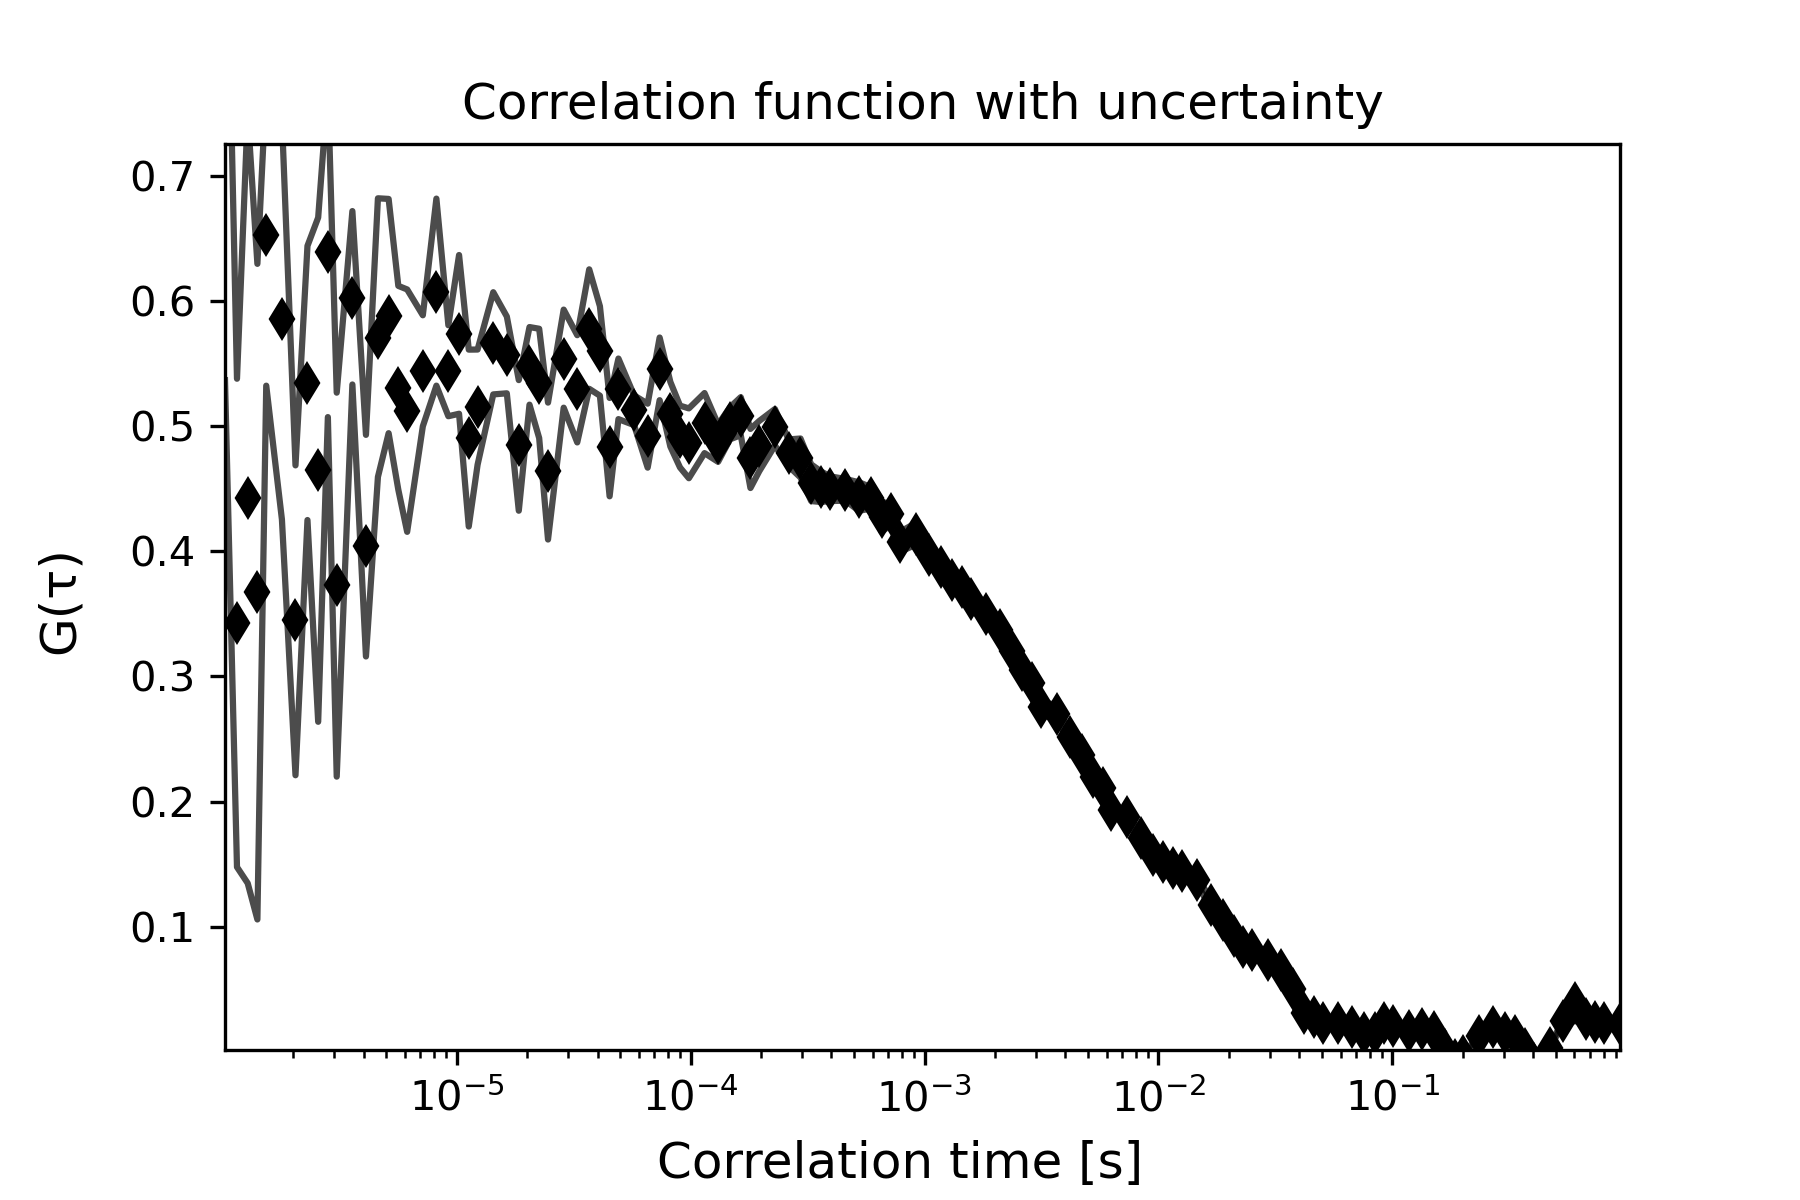 Correlation function with uncertainty
0.7
0.6
0.5
0.4
0.3
0.2
0.1
G(τ)
10⁻⁵ 10⁻⁴ 10⁻³ 10⁻² 10⁻¹
Correlation time [s]